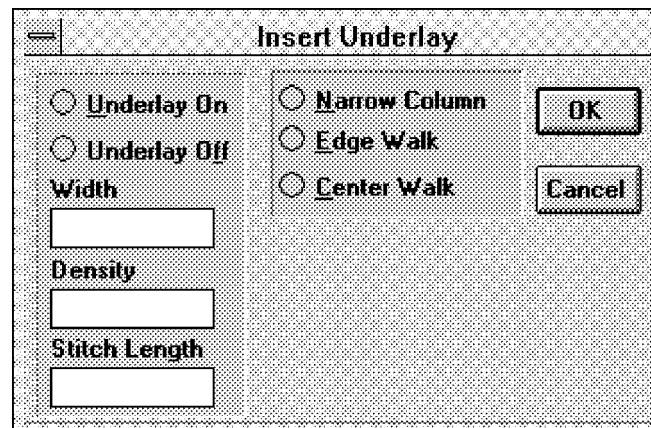 Insert Underlay
Underlay On
Underlay Off
Width
Density
Stitch Length
Narrow Column
Edge Walk
Center Walk
OK
Cancel